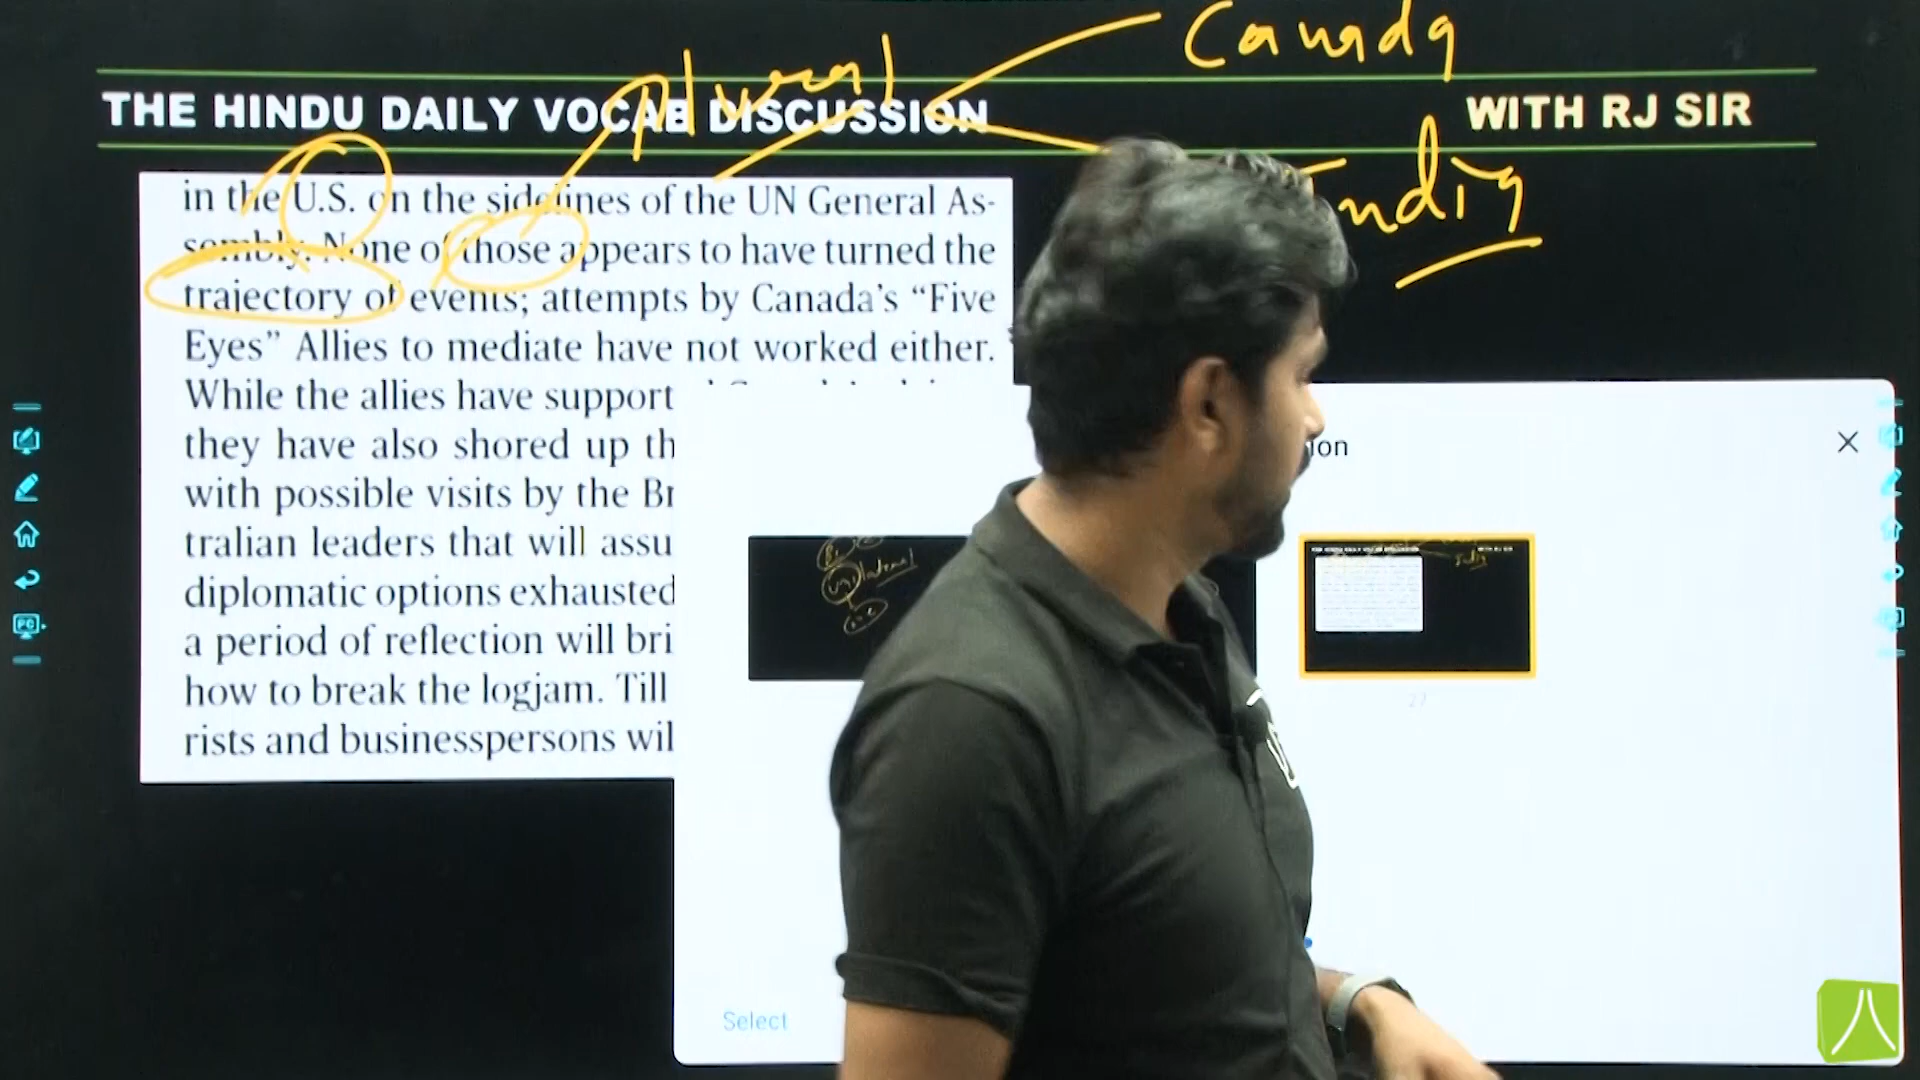 Canada
plural
THE HINDU DAILY VOCAB DISCUSSION
WITH RJ SIR
India
in the U.S. on the sidelines of the UN General As-
sembly. None of those appears to have turned the
trajectory of events; attempts by Canada's "Five
Eyes" Allies to mediate have not worked either.
While the allies have support
they have also shored up th
with possible visits by the Br
tralian leaders that will assu
diplomatic options exhausted
a period of reflection will bri
how to break the logjam. Till
rists and businesspersons wil
ion
27
Select
PC